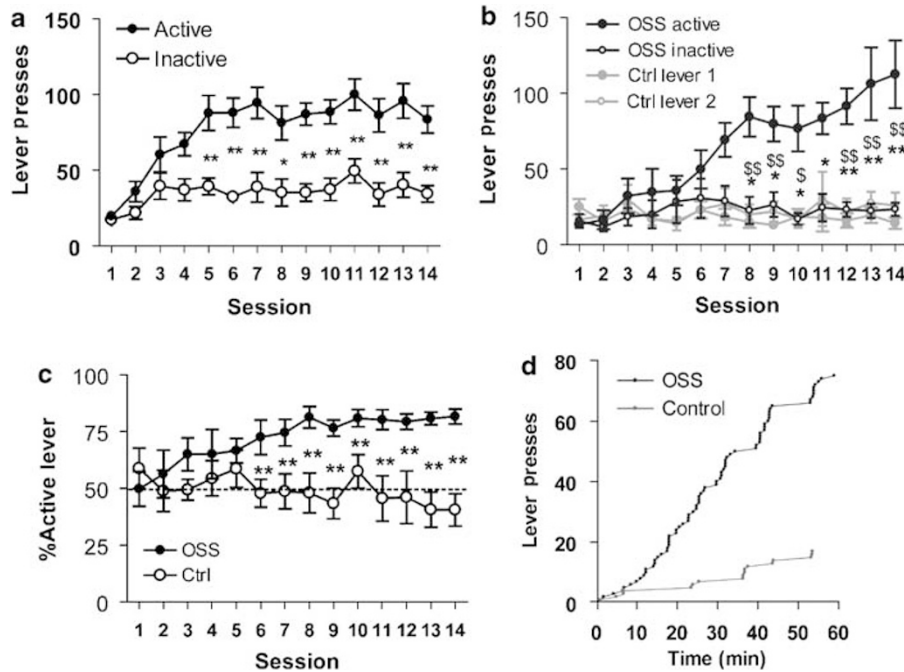 a
150
100
50
0
Lever presses
Active
Inactive
** ** ** * ** ** ** ** ** **
1 2 3 4 5 6 7 8 9 10 11 12 13 14
Session
b
150
100
50
0
Lever presses
OSS active
OSS inactive
Ctrl lever 1
Ctrl lever 2
$$ $$ $ $$ $$ $$
* * * * ** ** **
1 2 3 4 5 6 7 8 9 10 11 12 13 14
Session
c
100
75
50
25
0
%Active lever
** ** ** ** ** ** ** ** **
OSS
Ctrl
1 2 3 4 5 6 7 8 9 10 11 12 13 14
Session
d
80
60
40
20
0
Lever presses
OSS
Control
0 10 20 30 40 50 60
Time (min)